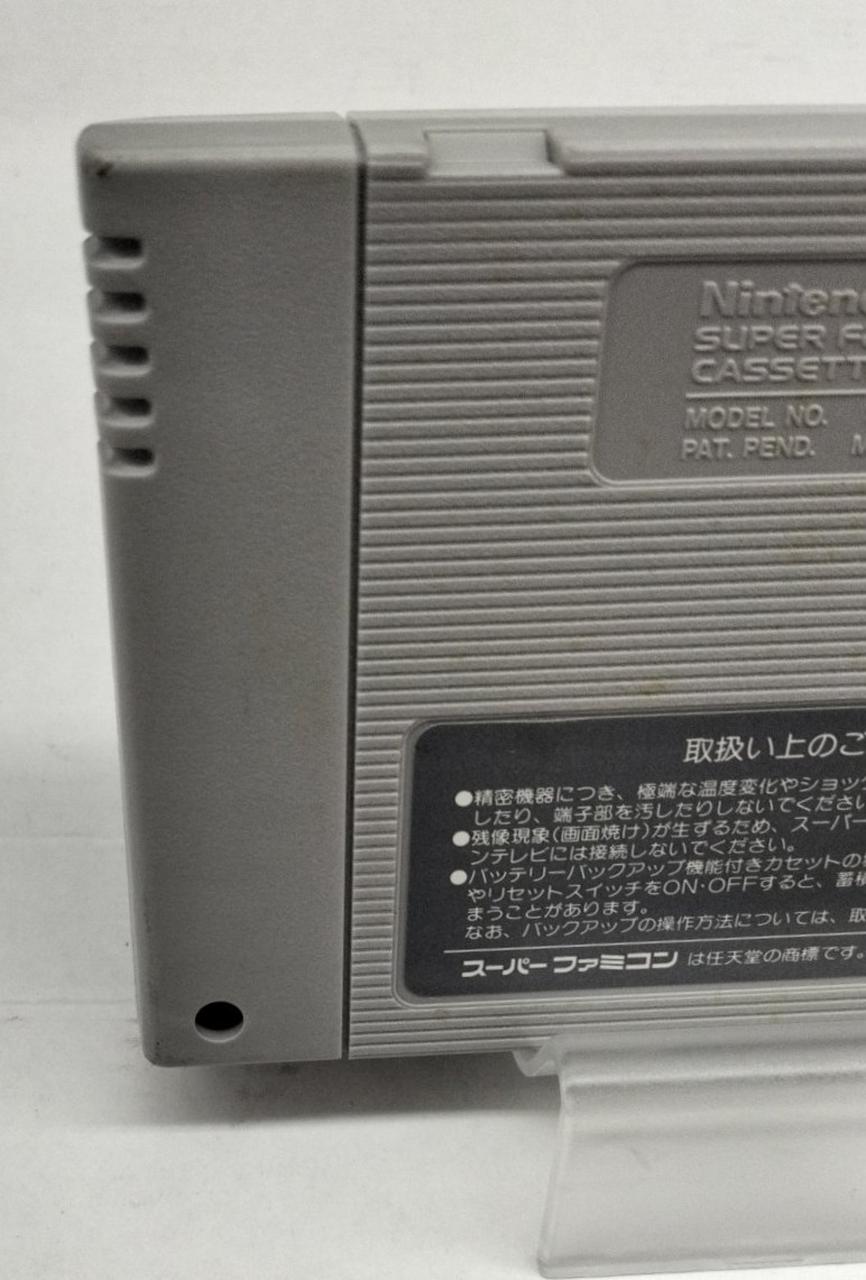 Ninten
SUPER FA
CASSETT
MODEL NO.
PAT. PEND. M
取扱い上のご
●精密機器につき、極端な温度変化やショッ
したり、端子部を汚したりしないでくださ
●残像現象(画面焼け)が生ずるため、スーパー
ンテレビには接続しないでください。
●バッテリーバックアップ機能付きカセットの
やリセットスイッチをON·OFFすると、蓄
まうことがあります。
なお、バックアップの操作方法については、取
スーパーファミコン は任天堂の商標です。